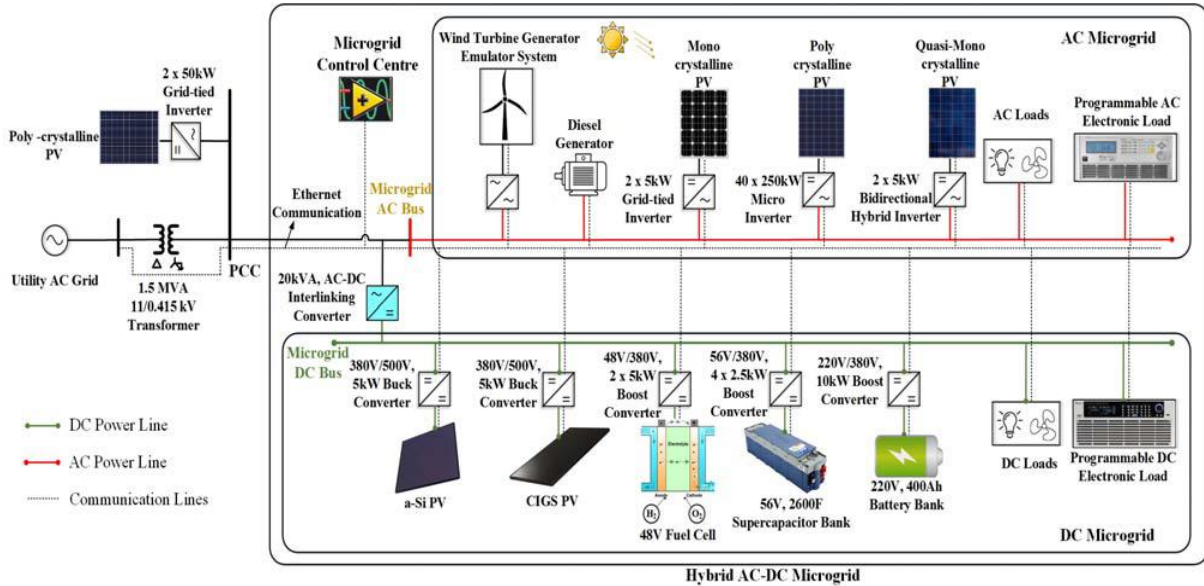 Microgrid
Control Centre
Wind Turbine Generator
Emulator System
Mono
crystalline
PV
Poly
crystalline
PV
Quasi-Mono
crystalline
PV
AC Microgrid
AC Loads
Programmable AC
Electronic Load
Diesel
Generator
2 x 50kW
Grid-tied
Inverter
Poly -crystalline
PV
2 x 5kW
Grid-tied
Inverter
40 x 250kW
Micro
Inverter
2 x 5kW
Bidirectional
Hybrid Inverter
Ethernet
Communication
Microgrid
AC Bus
Utility AC Grid
PCC
1.5 MVA
11/0.415 kV
Transformer
20kVA, AC-DC
Interlinking
Converter
Microgrid
DC Bus
380V/500V,
5kW Buck
Converter
380V/500V,
5kW Buck
Converter
48V/380V,
2 x 5kW
Boost
Converter
56V/380V,
4 x 2.5kW
Boost
Converter
220V/380V,
10kW Boost
Converter
DC Power Line
AC Power Line
Communication Lines
a-Si PV
CIGS PV
Electrolyte
Anode
Cathode
H2
O2
48V Fuel Cell
56V, 2600F
Supercapacitor Bank
220V, 400Ah
Battery Bank
DC Loads
Programmable DC
Electronic Load
DC Microgrid
Hybrid AC-DC Microgrid